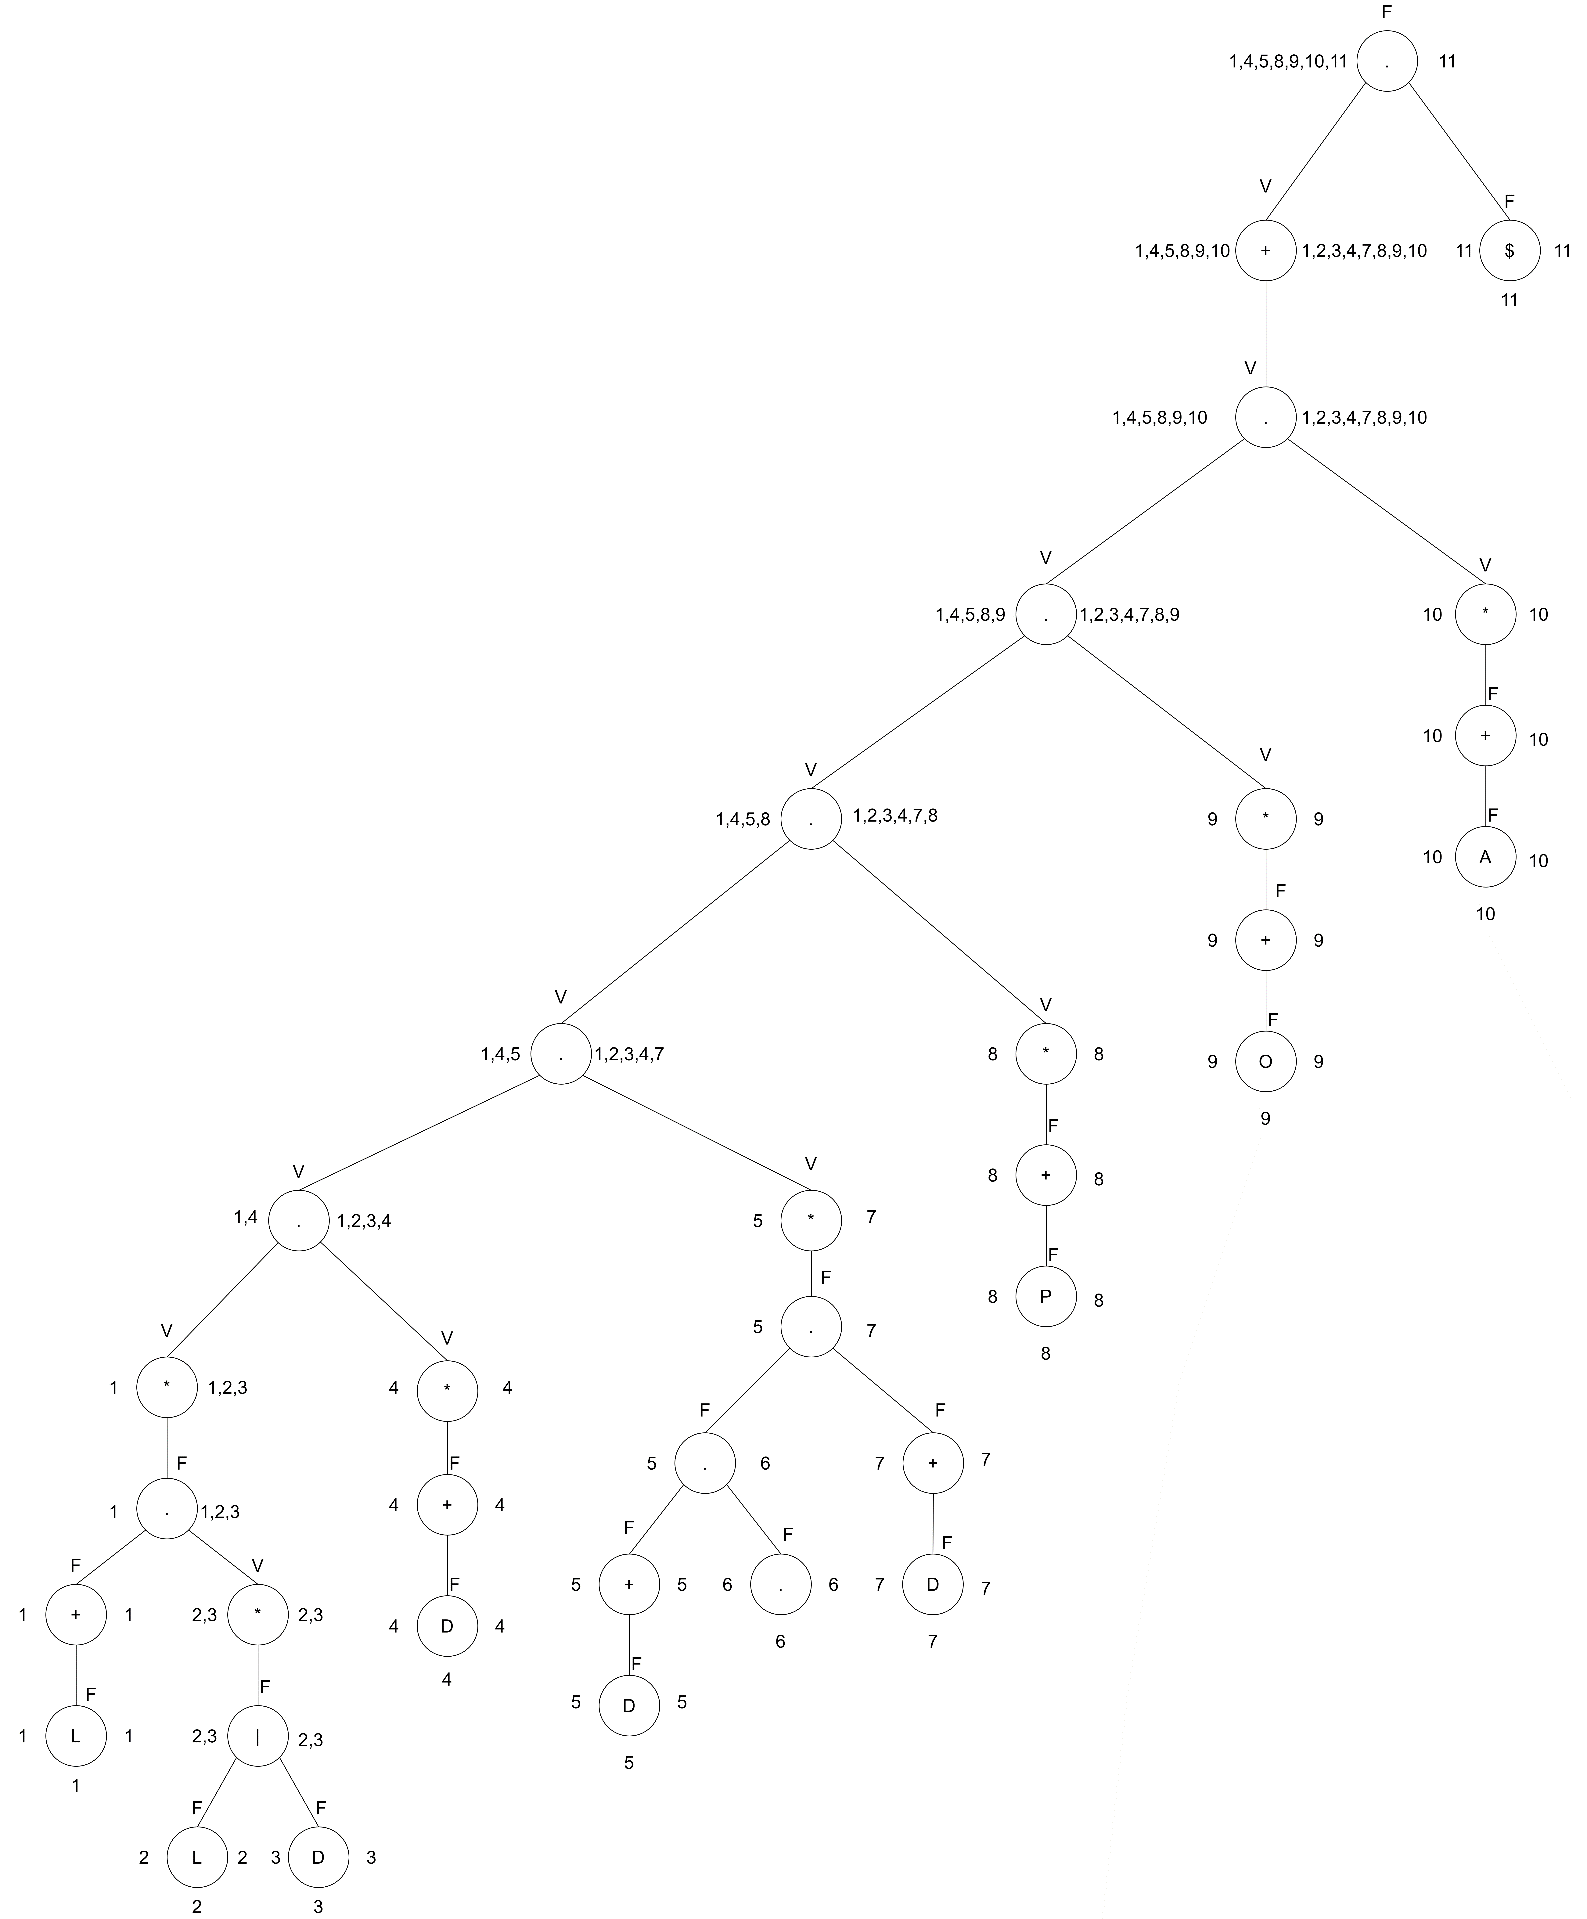 F
1,4,5,8,9,10,11 . 11
V
F
1,4,5,8,9,10 + 1,2,3,4,7,8,9,10 11 $ 11
11
V
1,4,5,8,9,10 . 1,2,3,4,7,8,9,10
V
V
1,4,5,8,9 . 1,2,3,4,7,8,9 10 * 10
F
10 + 10
V
V
1,4,5,8 . 1,2,3,4,7,8 9 * 9
F
10 A 10
F
10
9 + 9
V
V
F
1,4,5 . 1,2,3,4,7 8 * 8 9 O 9
9
F
8 + 8
V
V
1,4 . 1,2,3,4 5 * 7
F
F
8 P 8
5 . 7
8
V
V
1 * 1,2,3 4 * 4
F
F
F
F
5 . 6 7 + 7
1 . 1,2,3 4 + 4
F
F
F
V
F
F
5 + 5 6 . 6 7 D 7
1 + 1 2,3 * 2,3 4 D 4
6
7
4
F
F
F
5 D 5
1 L 1 2,3 | 2,3
5
1
F
F
2 L 2 3 D 3
2
3